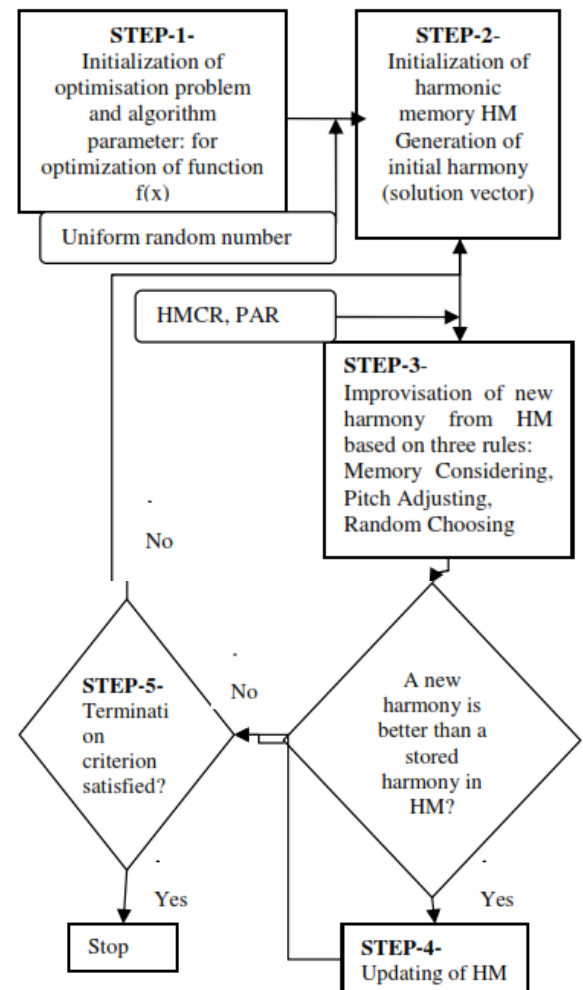 STEP-1-
Initialization of
optimisation problem
and algorithm
parameter: for
optimization of function
f(x)
STEP-2-
Initialization of
harmonic
memory HM
Generation of
initial harmony
(solution vector)
Uniform random number
HMCR, PAR
STEP-3-
Improvisation of new
harmony from HM
based on three rules:
Memory Considering,
Pitch Adjusting,
Random Choosing
No
STEP-5-
Terminati
on
criterion
satisfied?
No
A new
harmony is
better than a
stored
harmony in
HM?
Yes
Yes
Stop
STEP-4-
Updating of HM